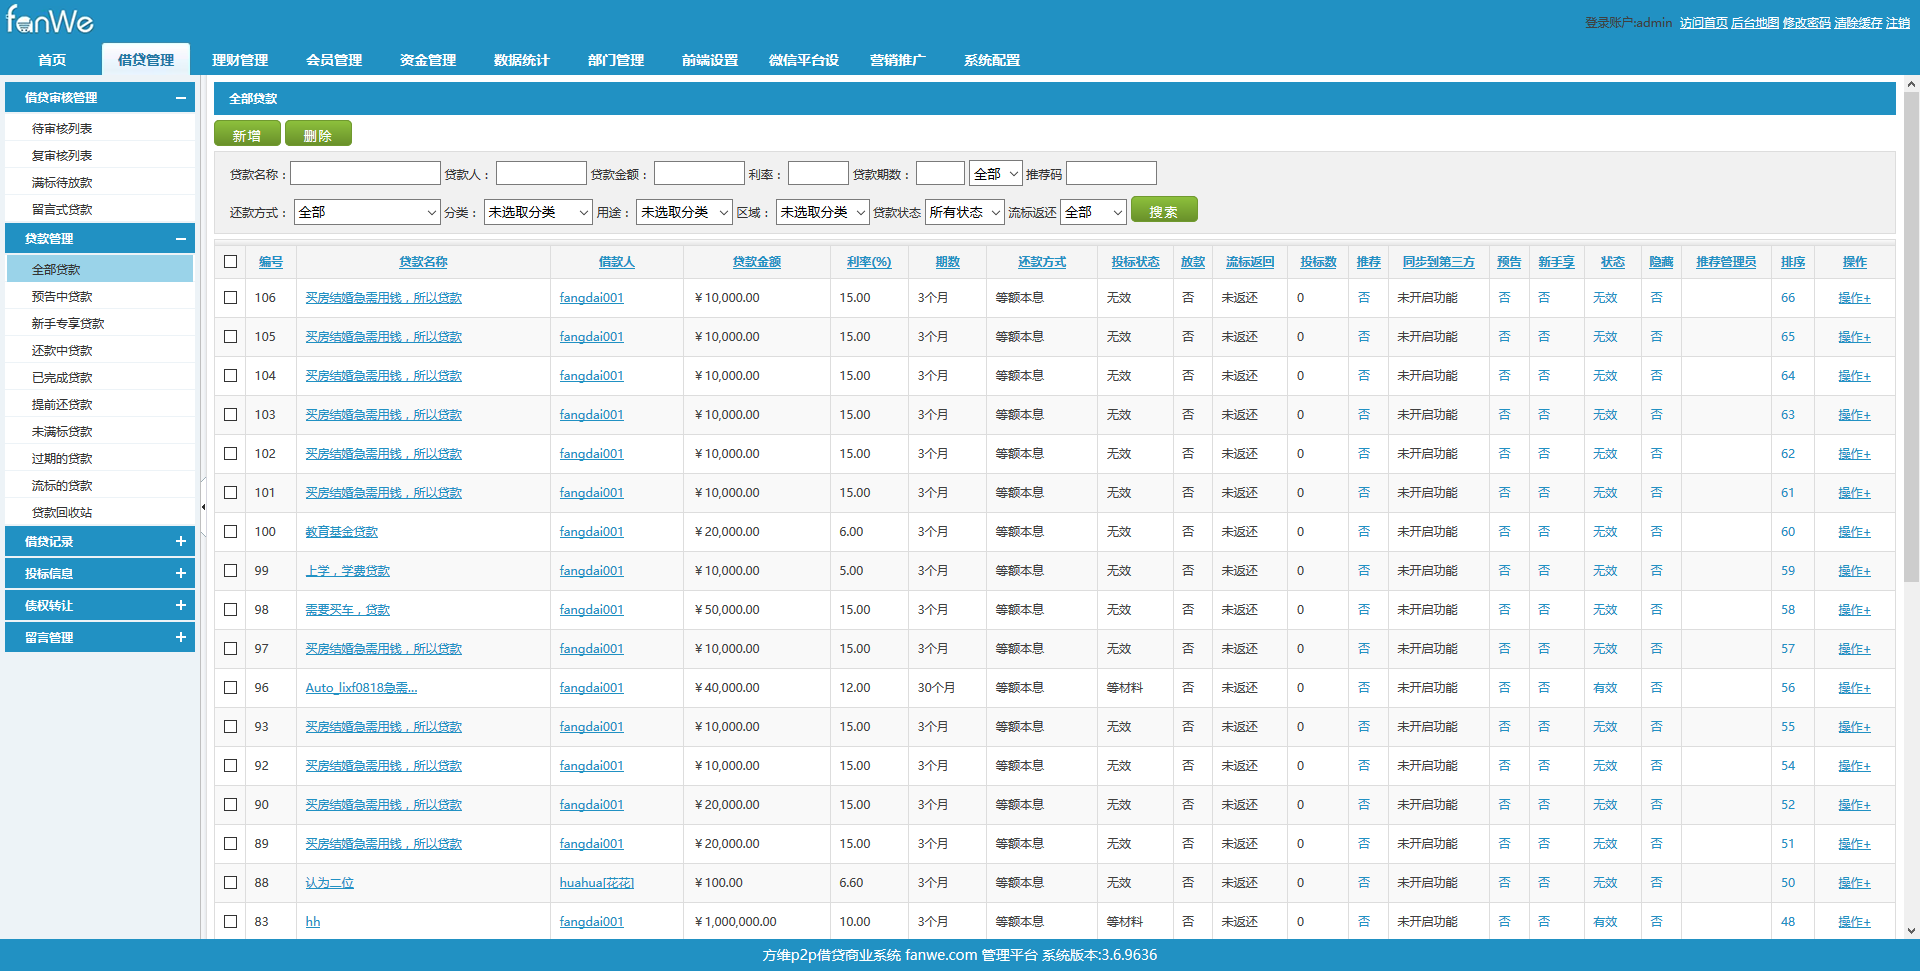 fanWe
登录账户:admin 访问首页 后台地图 修改密码 清除缓存 注销
首页 借贷管理 理财管理 会员管理 资金管理 数据统计 部门管理 前端设置 微信平台设 营销推广 系统配置
借贷审核管理
待审核列表
复审核列表
满标待放款
留言式贷款
贷款管理
全部贷款
预告中贷款
新手专享贷款
还款中贷款
已完成贷款
提前还贷款
未满标贷款
过期的贷款
流标的贷款
贷款回收站
借贷记录
投标信息
债权转让
留言管理
全部贷款
新增 删除
贷款名称： 贷款人： 贷款金额： 利率： 贷款期数： 全部 推荐码
还款方式： 全部 分类： 未选取分类 用途： 未选取分类 区域： 未选取分类 贷款状态 所有状态 流标返还 全部 搜索
编号 贷款名称 借款人 贷款金额 利率(%) 期数 还款方式 投标状态 放款 流标返回 投标数 推荐 同步到第三方 预告 新手享 状态 隐藏 推荐管理员 排序 操作
106 买房结婚急需用钱，所以贷款 fangdai001 ￥10,000.00 15.00 3个月 等额本息 无效 否 未返还 0 否 未开启功能 否 否 无效 否 66 操作+
105 买房结婚急需用钱，所以贷款 fangdai001 ￥10,000.00 15.00 3个月 等额本息 无效 否 未返还 0 否 未开启功能 否 否 无效 否 65 操作+
104 买房结婚急需用钱，所以贷款 fangdai001 ￥10,000.00 15.00 3个月 等额本息 无效 否 未返还 0 否 未开启功能 否 否 无效 否 64 操作+
103 买房结婚急需用钱，所以贷款 fangdai001 ￥10,000.00 15.00 3个月 等额本息 无效 否 未返还 0 否 未开启功能 否 否 无效 否 63 操作+
102 买房结婚急需用钱，所以贷款 fangdai001 ￥10,000.00 15.00 3个月 等额本息 无效 否 未返还 0 否 未开启功能 否 否 无效 否 62 操作+
101 买房结婚急需用钱，所以贷款 fangdai001 ￥10,000.00 15.00 3个月 等额本息 无效 否 未返还 0 否 未开启功能 否 否 无效 否 61 操作+
100 教育基金贷款 fangdai001 ￥20,000.00 6.00 3个月 等额本息 无效 否 未返还 0 否 未开启功能 否 否 无效 否 60 操作+
99 上学，学费贷款 fangdai001 ￥10,000.00 5.00 3个月 等额本息 无效 否 未返还 0 否 未开启功能 否 否 无效 否 59 操作+
98 需要买车，贷款 fangdai001 ￥50,000.00 15.00 3个月 等额本息 无效 否 未返还 0 否 未开启功能 否 否 无效 否 58 操作+
97 买房结婚急需用钱，所以贷款 fangdai001 ￥10,000.00 15.00 3个月 等额本息 无效 否 未返还 0 否 未开启功能 否 否 无效 否 57 操作+
96 Auto_lixf0818急需... fangdai001 ￥40,000.00 12.00 30个月 等额本息 等材料 否 未返还 0 否 未开启功能 否 否 有效 否 56 操作+
93 买房结婚急需用钱，所以贷款 fangdai001 ￥10,000.00 15.00 3个月 等额本息 无效 否 未返还 0 否 未开启功能 否 否 无效 否 55 操作+
92 买房结婚急需用钱，所以贷款 fangdai001 ￥10,000.00 15.00 3个月 等额本息 无效 否 未返还 0 否 未开启功能 否 否 无效 否 54 操作+
90 买房结婚急需用钱，所以贷款 fangdai001 ￥20,000.00 15.00 3个月 等额本息 无效 否 未返还 0 否 未开启功能 否 否 无效 否 52 操作+
89 买房结婚急需用钱，所以贷款 fangdai001 ￥20,000.00 15.00 3个月 等额本息 无效 否 未返还 0 否 未开启功能 否 否 无效 否 51 操作+
88 认为二位 huahua[花花] ￥100.00 6.60 3个月 等额本息 无效 否 未返还 0 否 未开启功能 否 否 无效 否 50 操作+
83 hh fangdai001 ￥1,000,000.00 10.00 3个月 等额本息 等材料 否 未返还 0 否 未开启功能 否 否 有效 否 48 操作+
方维p2p借贷商业系统 fanwe.com 管理平台 系统版本:3.6.9636